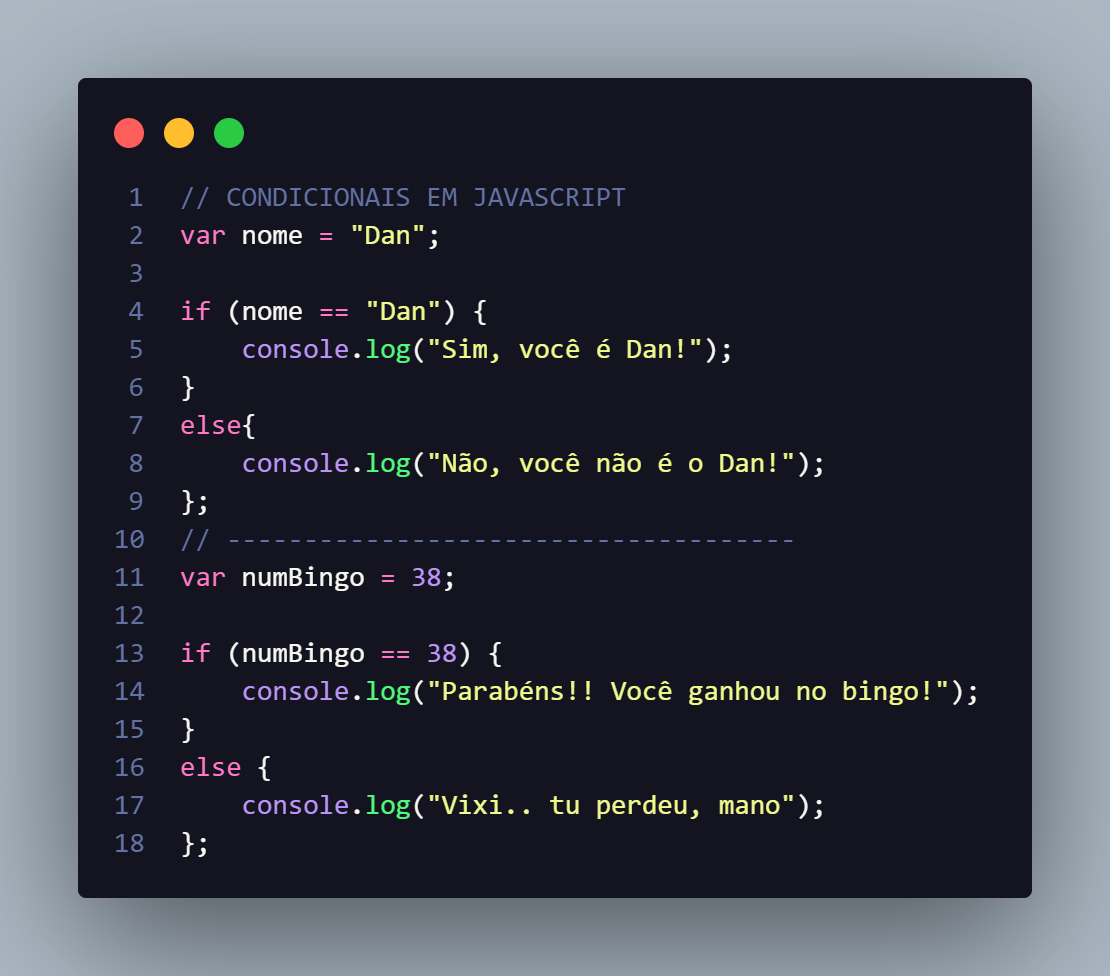 1 // CONDICIONAIS EM JAVASCRIPT
2 var nome = "Dan";
3
4 if (nome == "Dan") {
5     console.log("Sim, você é Dan!");
6 }
7 else{
8     console.log("Não, você não é o Dan!");
9 };
10 // -------------------------------------
11 var numBingo = 38;
12
13 if (numBingo == 38) {
14     console.log("Parabéns!! Você ganhou no bingo!");
15 }
16 else {
17     console.log("Vixi.. tu perdeu, mano");
18 };